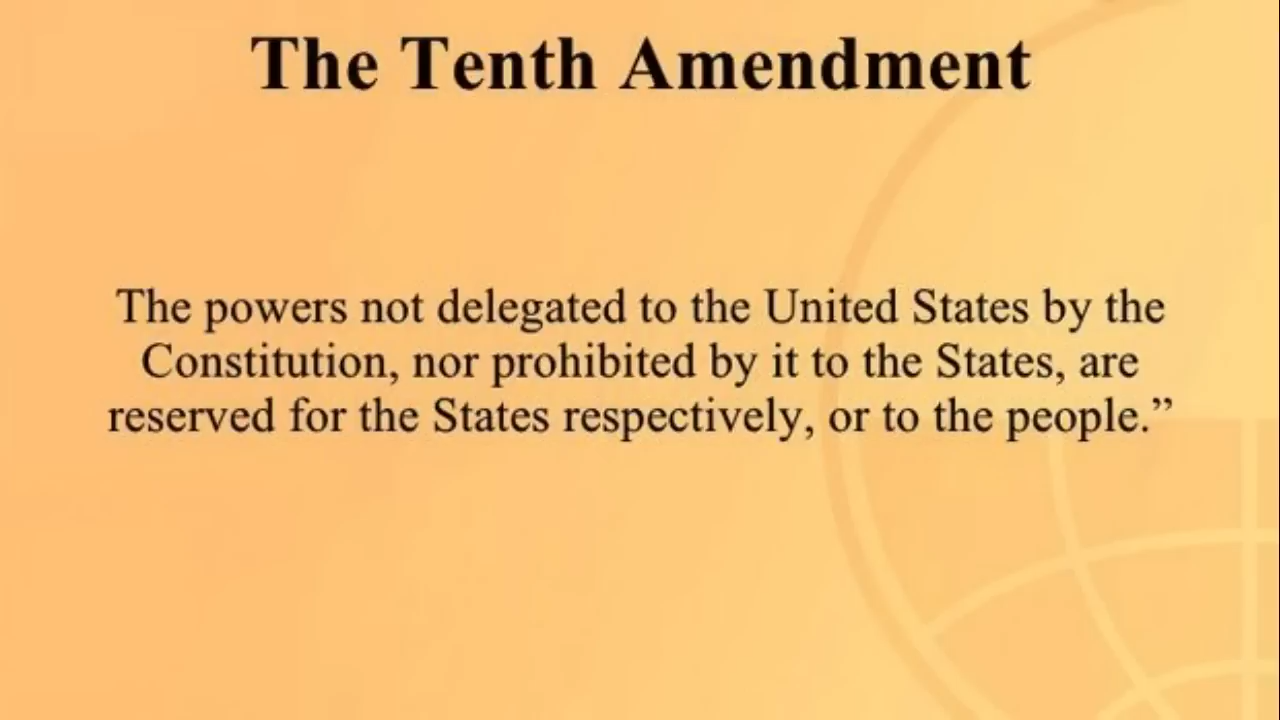 The Tenth Amendment
The powers not delegated to the United States by the
Constitution, nor prohibited by it to the States, are
reserved for the States respectively, or to the people.”